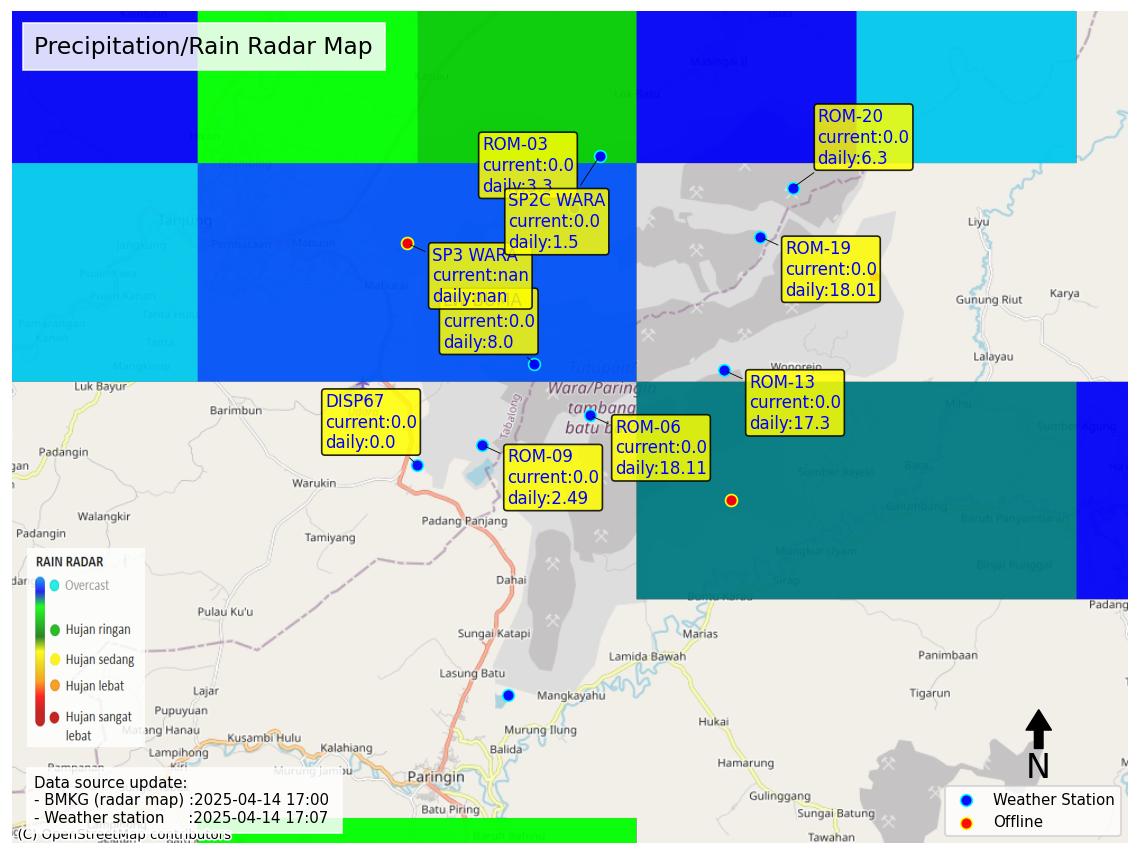 Precipitation/Rain Radar Map
ROM-20
current:0.0
daily:6.3
ROM-03
current:0.0
daily:3.3
SP2C WARA
current:0.0
daily:1.5
Tanjung
Liyu
SP3 WARA
current:nan
daily:nan
ROM-19
current:0.0
daily:18.01
Gunung Riut
Karya
current:0.0
daily:8.0
Lalayau
Wonorejo
Luk Bayur
Wara/Paringin
tambang
batu b
ROM-13
current:0.0
daily:17.3
Barimbun
DISP67
current:0.0
daily:0.0
Tabalong
ROM-06
current:0.0
daily:18.11
Padangin
ROM-09
current:0.0
daily:2.49
Warukin
Walangkir
Padangin
Padang Panjang
Tamiyang
RAIN RADAR
Overcast
Hujan ringan
Hujan sedang
Hujan lebat
Hujan sangat
lebat
Dahai
Pulau Ku'u
Padang
Sungai Katapi
Marias
Lamida Bawah
Panimbaan
Lasung Batu
Lajar
Mangkayahu
Tigarun
Pupuyuan
Matang Hanau
Hukai
Murung Ilung
Kusambi Hulu
Lampihong
Kalahiang
Balida
Hamarung
Murung Jambu
Paringin
N
Data source update:
- BMKG (radar map) :2025-04-14 17:00
- Weather station :2025-04-14 17:07
Batu Piring
Gulinggang
Sungai Batung
Weather Station
Offline
Tawahan
(C) OpenStreetMap contributors